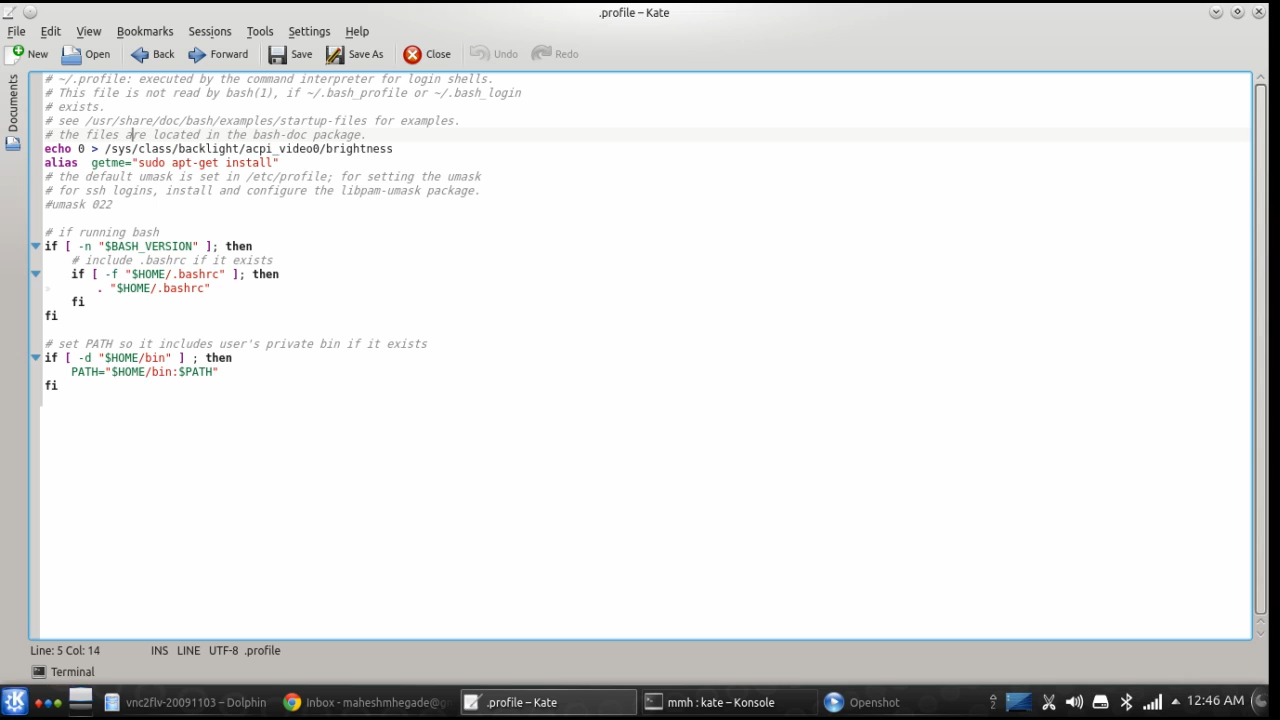 .profile – Kate
File Edit View Bookmarks Sessions Tools Settings Help
New Open Back Forward Save Save As Close Undo Redo
Documents
# ~/.profile: executed by the command interpreter for login shells.
# This file is not read by bash(1), if ~/.bash_profile or ~/.bash_login
# exists.
# see /usr/share/doc/bash/examples/startup-files for examples.
# the files are located in the bash-doc package.
echo 0 > /sys/class/backlight/acpi_video0/brightness
alias  getme="sudo apt-get install"
# the default umask is set in /etc/profile; for setting the umask
# for ssh logins, install and configure the libpam-umask package.
#umask 022
# if running bash
if [ -n "$BASH_VERSION" ]; then
    # include .bashrc if it exists
    if [ -f "$HOME/.bashrc" ]; then
        . "$HOME/.bashrc"
    fi
fi
# set PATH so it includes user's private bin if it exists
if [ -d "$HOME/bin" ] ; then
    PATH="$HOME/bin:$PATH"
fi
Line: 5 Col: 14 INS LINE UTF-8 .profile
Terminal
vnc2flv-20091103 – Dolphin Inbox - maheshmhegade@g .profile – Kate mmh : kate – Konsole Openshot 2 12:46 AM